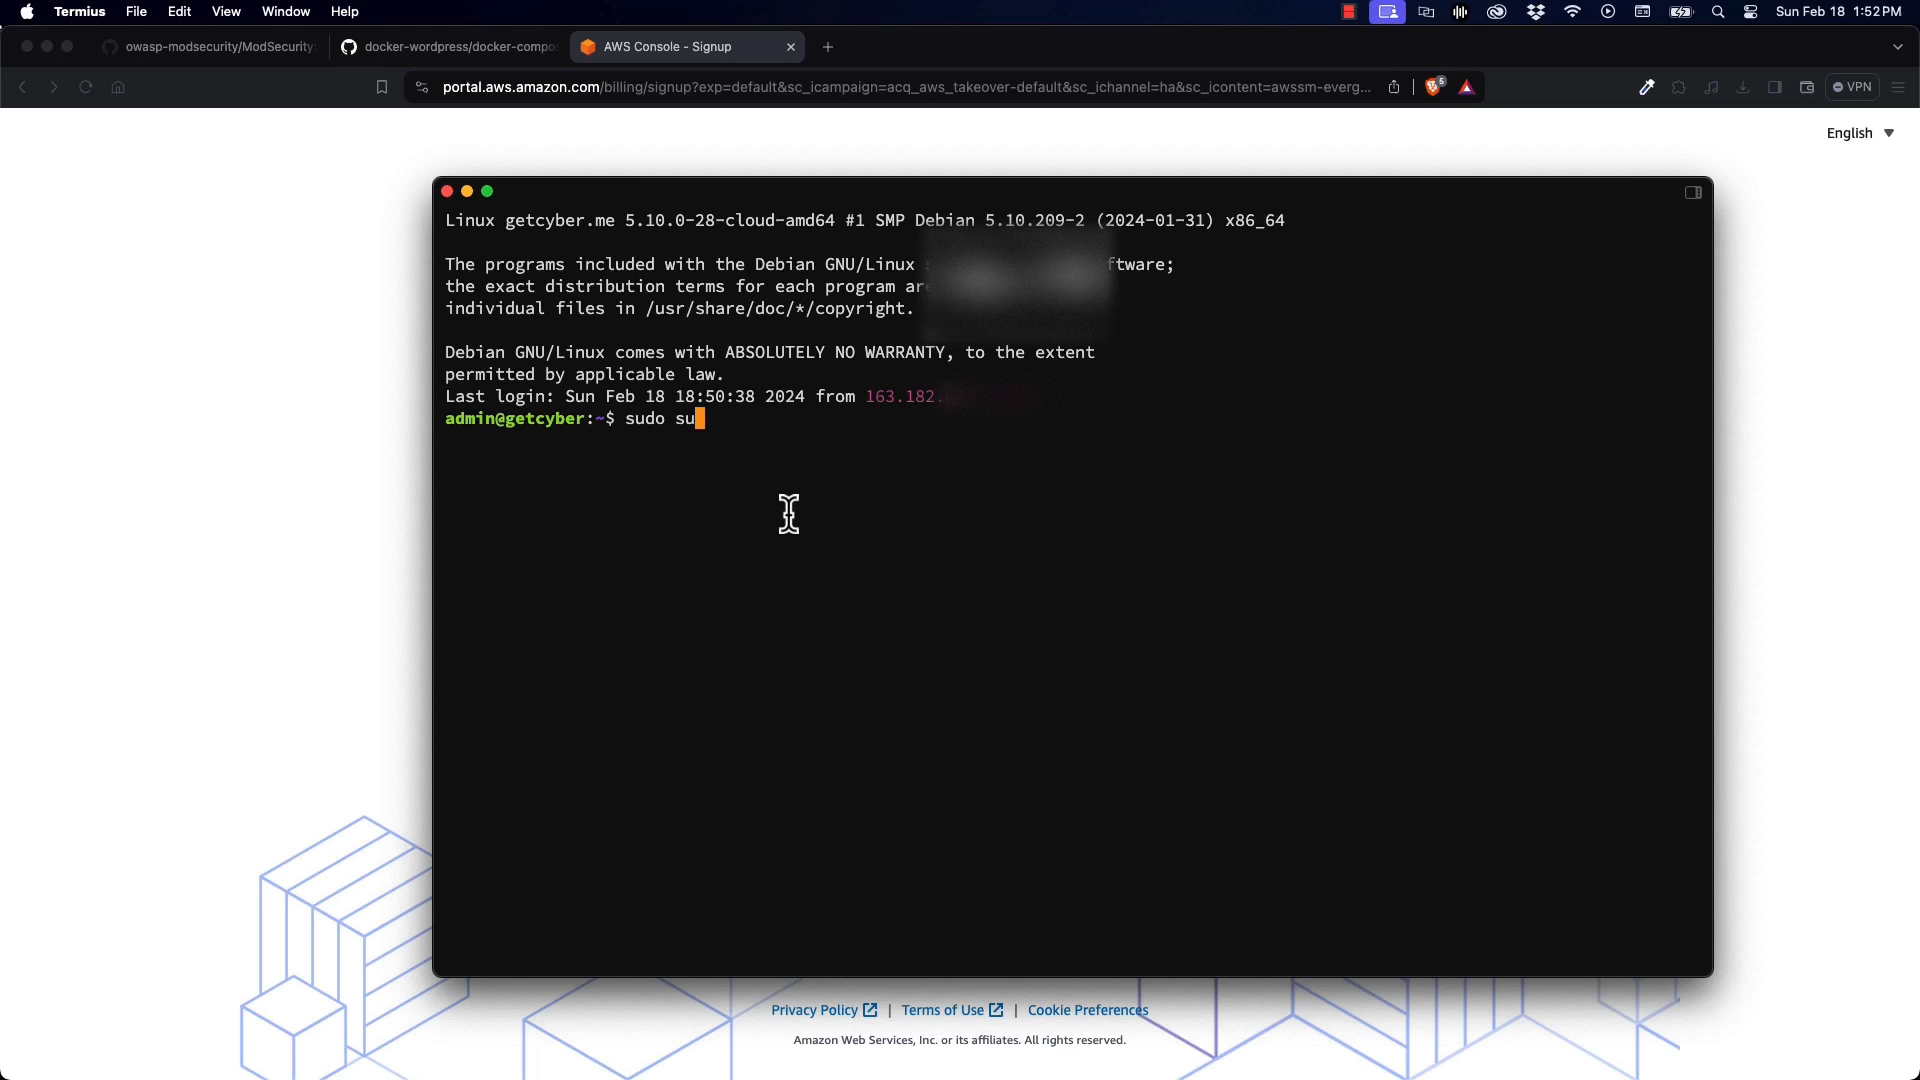 Termius File Edit View Window Help
Sun Feb 18 1:52 PM
owasp-modsecurity/ModSecurity:
docker-wordpress/docker-compo
AWS Console - Signup
portal.aws.amazon.com/billing/signup?exp=default&sc_icampaign=acq_aws_takeover-default&sc_ichannel=ha&sc_icontent=awssm-everg...
5
VPN
English
Linux getcyber.me 5.10.0-28-cloud-amd64 #1 SMP Debian 5.10.209-2 (2024-01-31) x86_64
The programs included with the Debian GNU/Linux ftware;
the exact distribution terms for each program are
individual files in /usr/share/doc/*/copyright.
Debian GNU/Linux comes with ABSOLUTELY NO WARRANTY, to the extent
permitted by applicable law.
Last login: Sun Feb 18 18:50:38 2024 from 163.182.
admin@getcyber:~$ sudo su
Privacy Policy | Terms of Use | Cookie Preferences
Amazon Web Services, Inc. or its affiliates. All rights reserved.